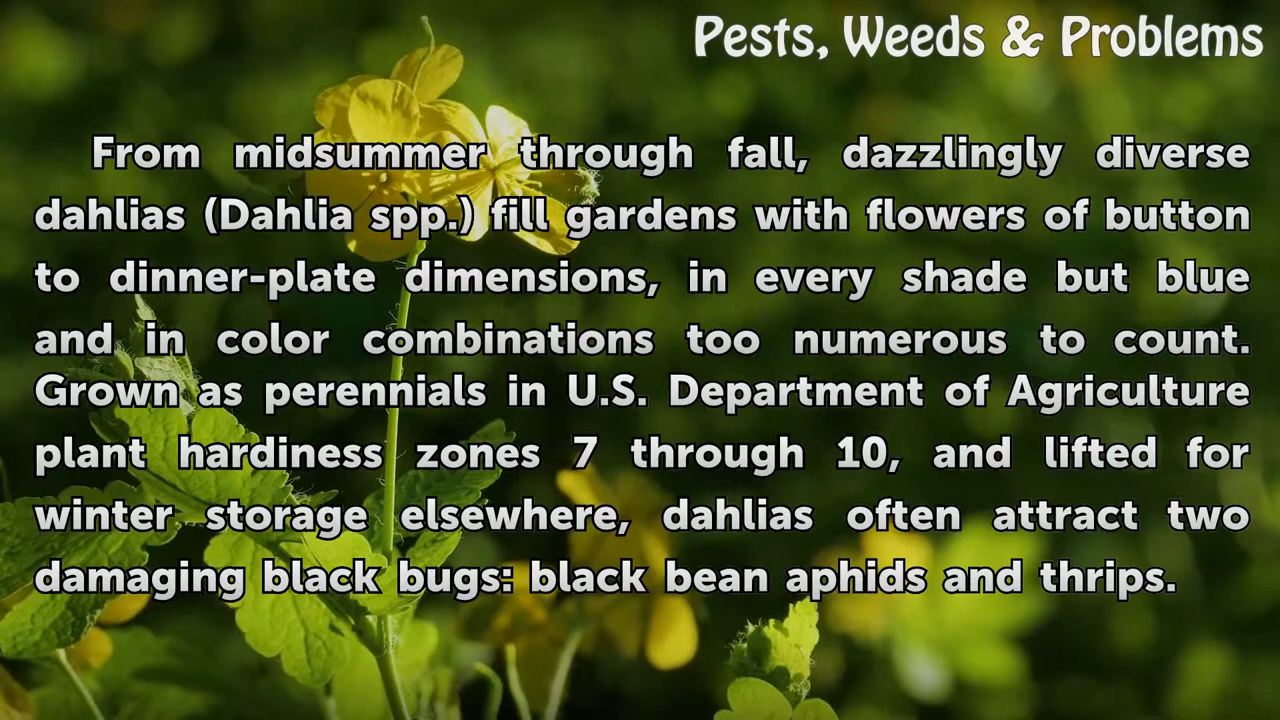 Pests, Weeds & Problems
From midsummer through fall, dazzlingly diverse
dahlias (Dahlia spp.) fill gardens with flowers of button
to dinner-plate dimensions, in every shade but blue
and in color combinations too numerous to count.
Grown as perennials in U.S. Department of Agriculture
plant hardiness zones 7 through 10, and lifted for
winter storage elsewhere, dahlias often attract two
damaging black bugs: black bean aphids and thrips.